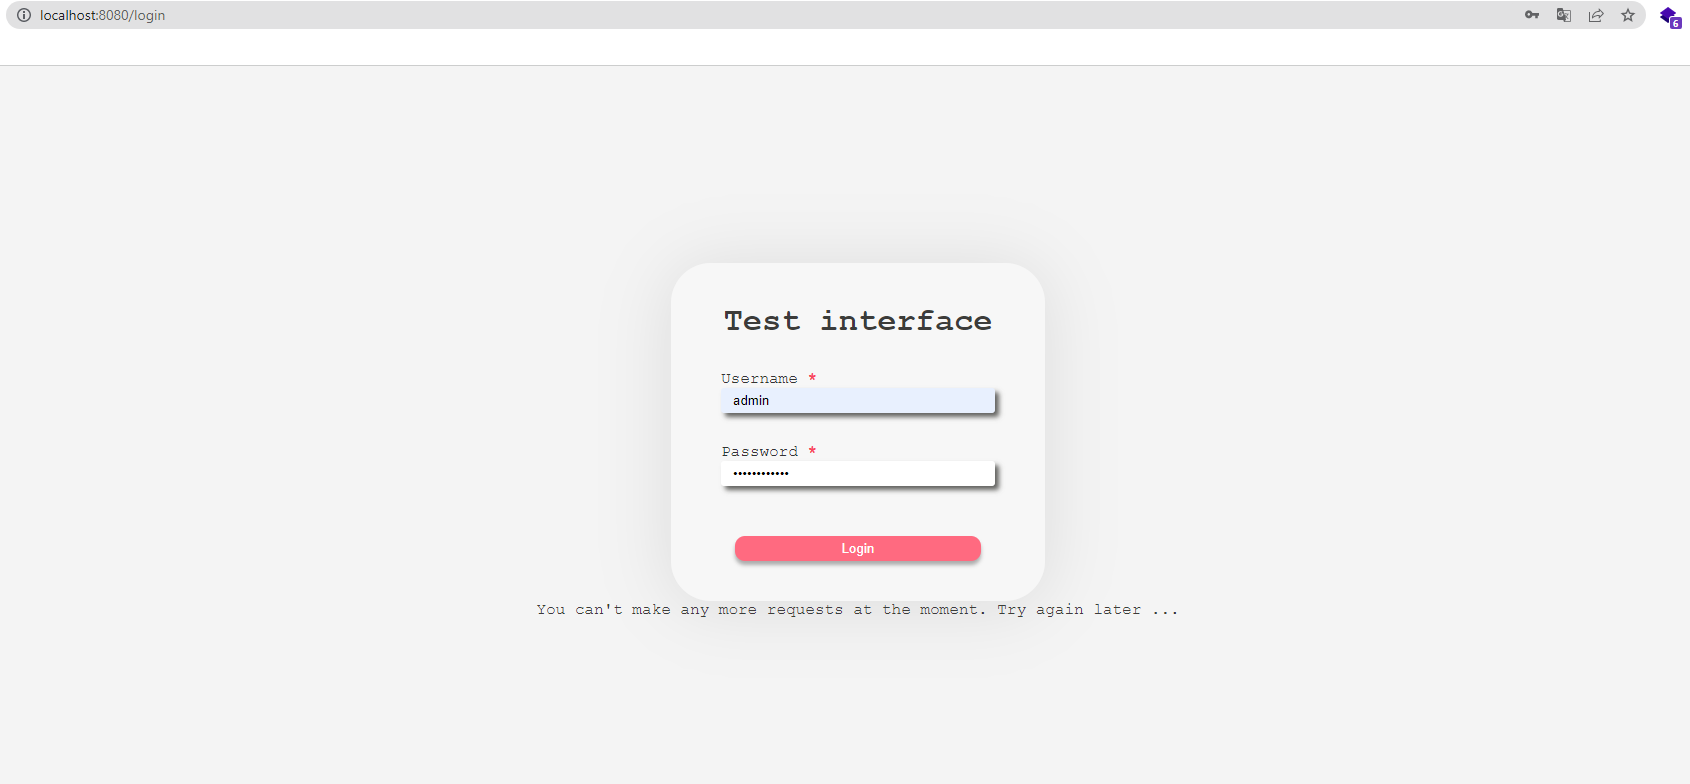 localhost:8080/login
6
Test interface
Username *
admin
Password *
••••••••••••
Login
You can't make any more requests at the moment. Try again later ...